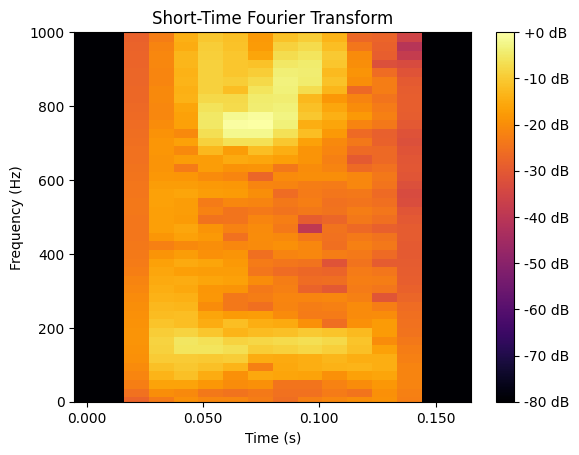 Short-Time Fourier Transform
1000
800
600
400
200
0
Frequency (Hz)
0.000
0.050
0.100
0.150
Time (s)
+0 dB
-10 dB
-20 dB
-30 dB
-40 dB
-50 dB
-60 dB
-70 dB
-80 dB